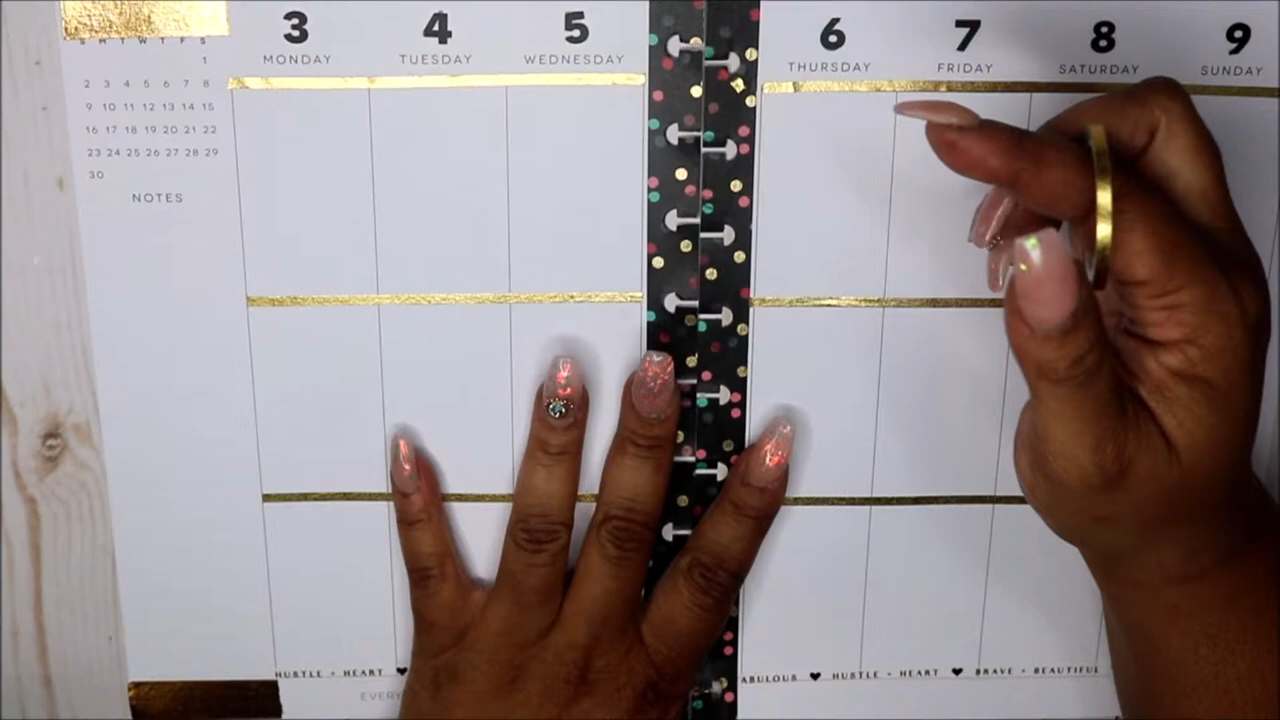 3 4 5 6 7 8 9
MONDAY TUESDAY WEDNESDAY THURSDAY FRIDAY SATURDAY SUNDAY
S M T W T F S
1
2 3 4 5 6 7 8
9 10 11 12 13 14 15
16 17 18 19 20 21 22
23 24 25 26 27 28 29
30
NOTES
HUSTLE + HEART
ABULOUS HUSTLE + HEART BRAVE + BEAUTIFUL
EVERY